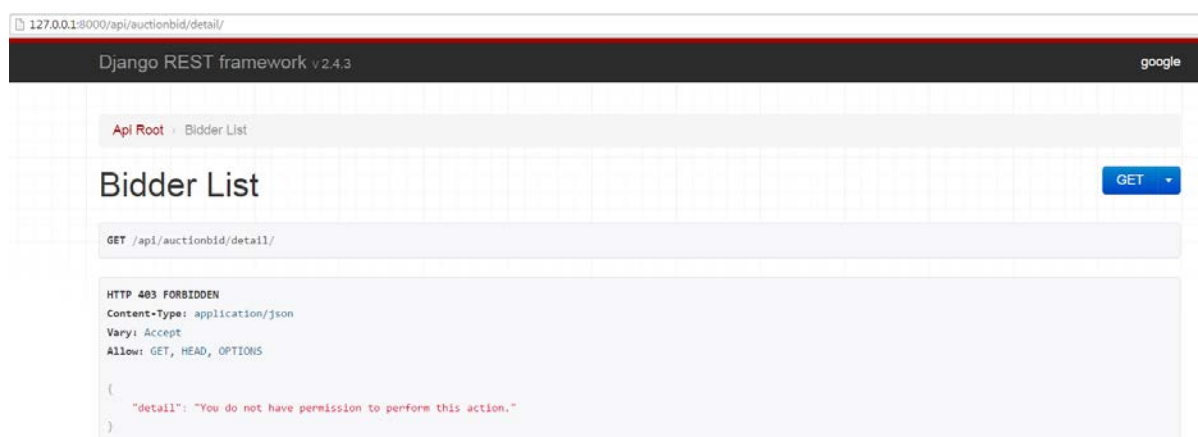 127.0.0.1:8000/api/auctionbid/detail/
Django REST framework v 2.4.3 google
Api Root › Bidder List
Bidder List GET
GET /api/auctionbid/detail/
HTTP 403 FORBIDDEN
Content-Type: application/json
Vary: Accept
Allow: GET, HEAD, OPTIONS
{
"detail": "You do not have permission to perform this action."
}